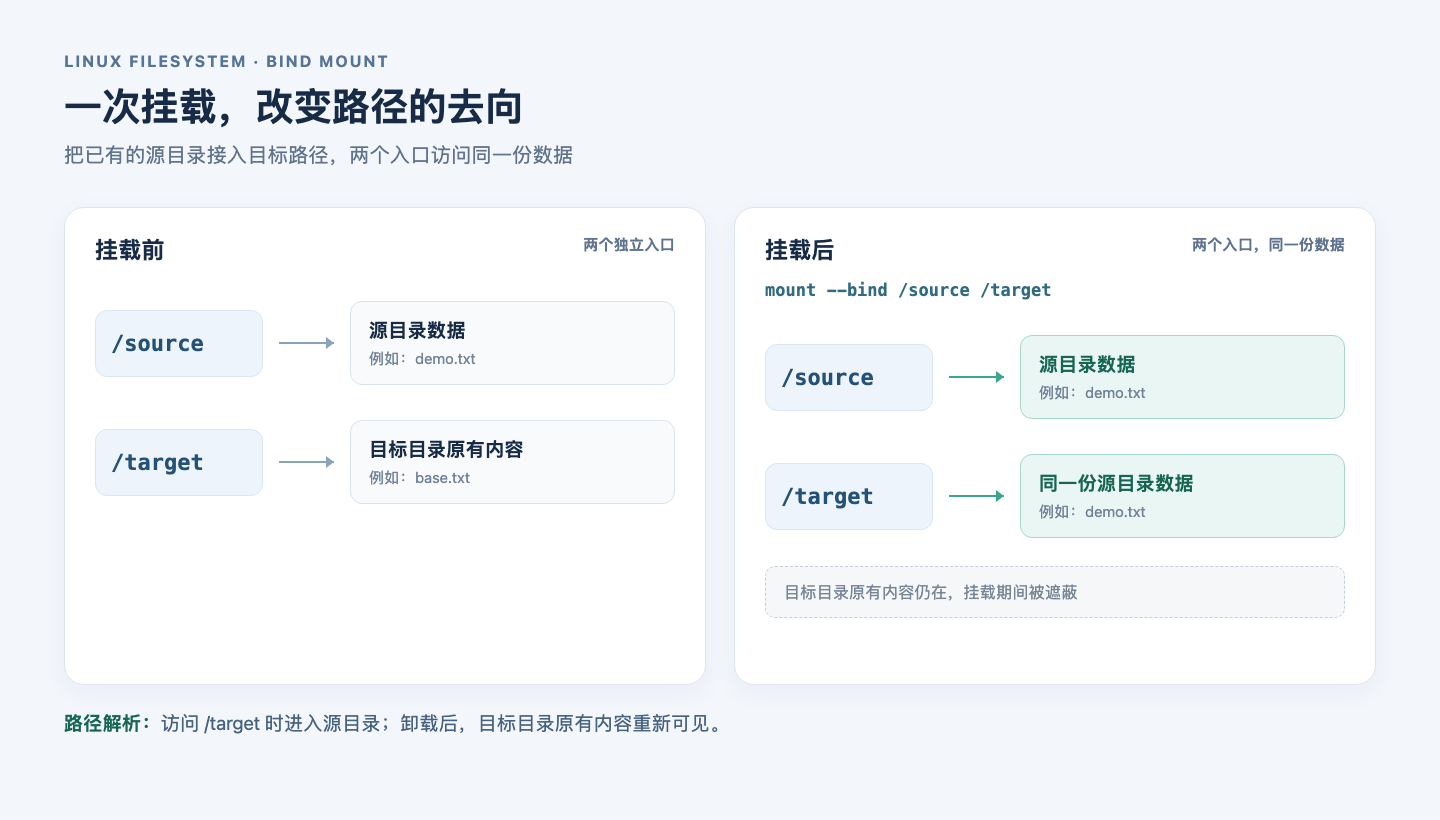 LINUX FILESYSTEM · BIND MOUNT
一次挂载，改变路径的去向
把已有的源目录接入目标路径，两个入口访问同一份数据
挂载前
两个独立入口
/source
源目录数据
例如：demo.txt
/target
目标目录原有内容
例如：base.txt
挂载后
两个入口，同一份数据
mount --bind /source /target
/source
源目录数据
例如：demo.txt
/target
同一份源目录数据
例如：demo.txt
目标目录原有内容仍在，挂载期间被遮蔽
路径解析：访问 /target 时进入源目录；卸载后，目标目录原有内容重新可见。